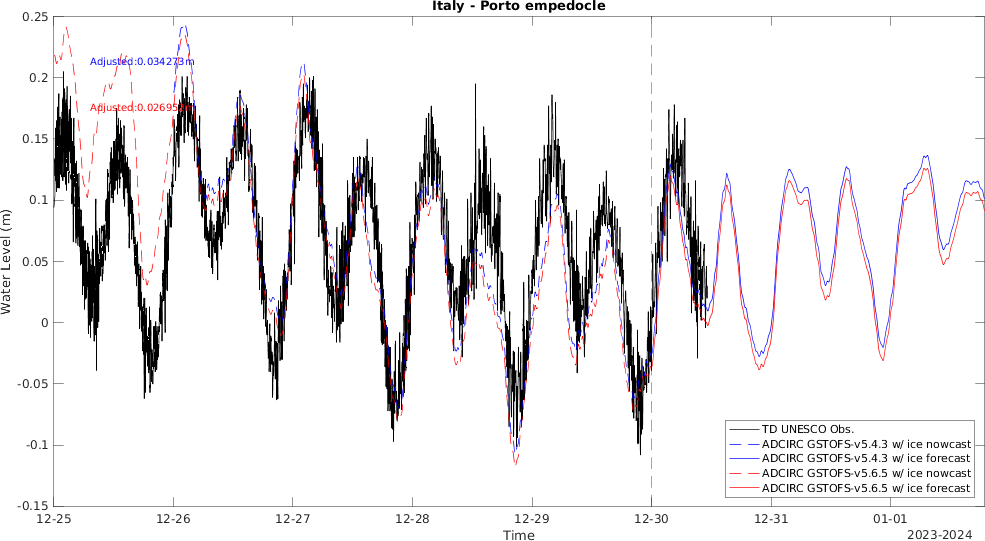 Italy - Porto empedocle
0.25
0.2
0.15
0.1
0.05
0
-0.05
-0.1
-0.15
Water Level (m)
Adjusted:0.034273m
TD UNESCO Obs.
ADCIRC GSTOFS-v5.4.3 w/ ice nowcast
ADCIRC GSTOFS-v5.4.3 w/ ice forecast
ADCIRC GSTOFS-v5.6.5 w/ ice nowcast
ADCIRC GSTOFS-v5.6.5 w/ ice forecast
12-25 12-26 12-27 12-28 12-29 12-30 12-31 01-01
Time
2023-2024